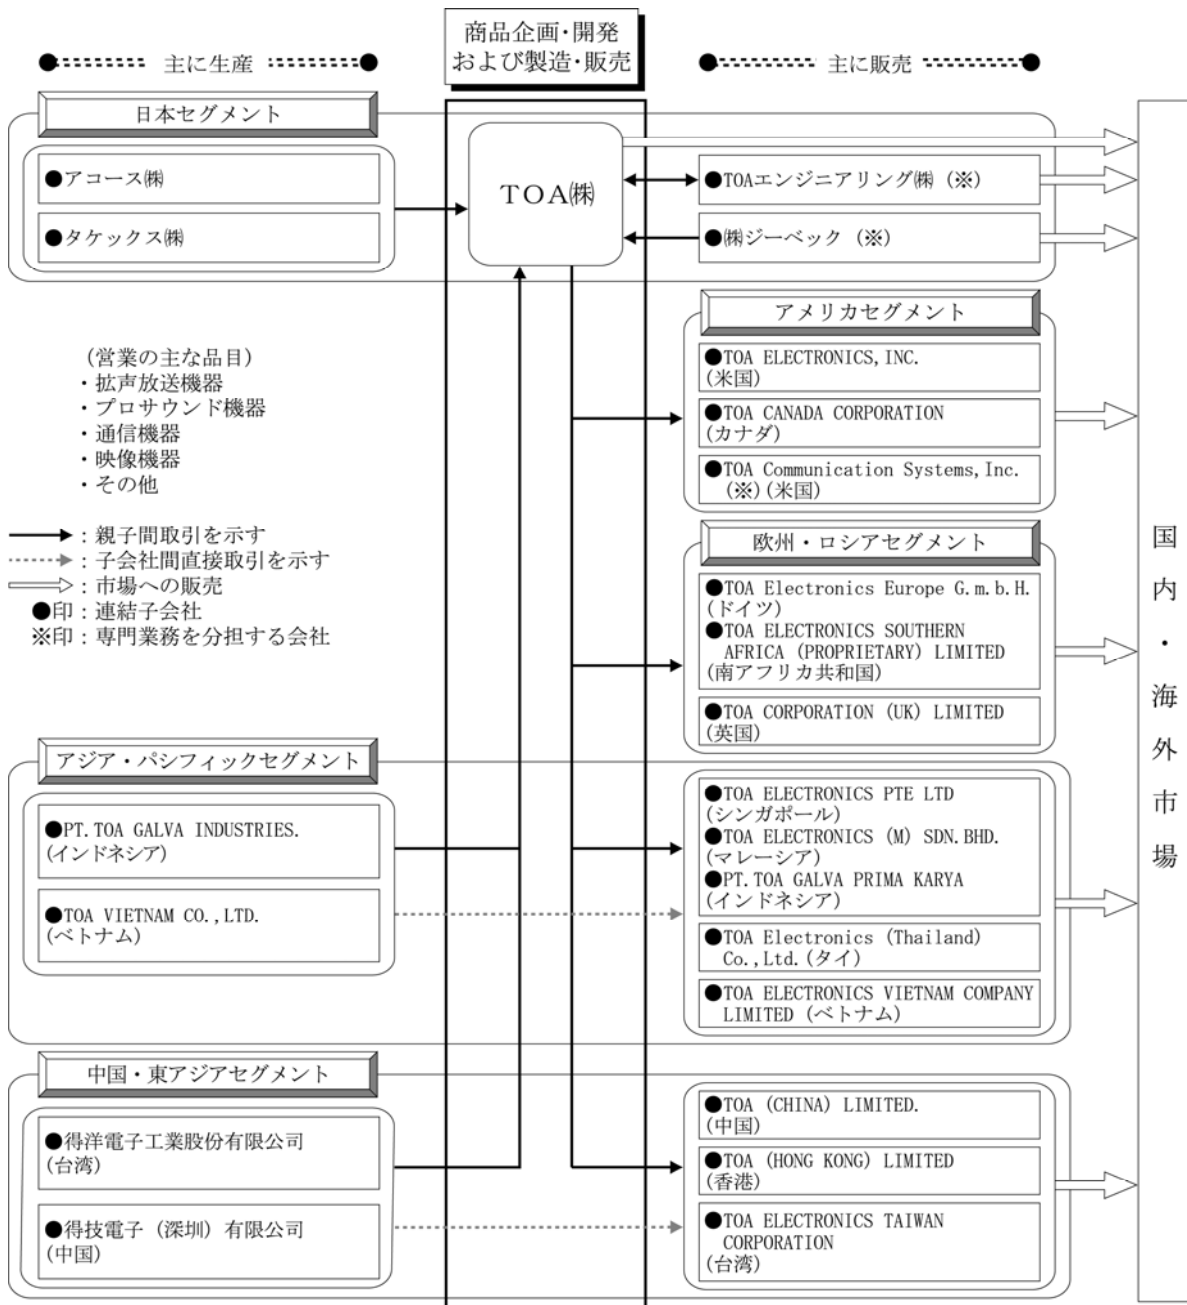 商品企画・開発
および製造・販売
主に生産
主に販売
日本セグメント
●アコース㈱
●タケックス㈱
TOA㈱
●TOAエンジニアリング㈱（※）
●㈱ジーベック（※）
アメリカセグメント
●TOA ELECTRONICS,INC.
(米国)
●TOA CANADA CORPORATION
(カナダ)
●TOA Communication Systems,Inc.
(※)(米国)
(営業の主な品目)
・拡声放送機器
・プロサウンド機器
・通信機器
・映像機器
・その他
：親子間取引を示す
：子会社間直接取引を示す
：市場への販売
●印：連結子会社
※印：専門業務を分担する会社
欧州・ロシアセグメント
●TOA Electronics Europe G.m.b.H.
(ドイツ)
●TOA ELECTRONICS SOUTHERN
AFRICA (PROPRIETARY) LIMITED
(南アフリカ共和国)
●TOA CORPORATION (UK) LIMITED
(英国)
アジア・パシフィックセグメント
●PT.TOA GALVA INDUSTRIES.
(インドネシア)
●TOA VIETNAM CO.,LTD.
(ベトナム)
●TOA ELECTRONICS PTE LTD
(シンガポール)
●TOA ELECTRONICS (M) SDN.BHD.
(マレーシア)
●PT.TOA GALVA PRIMA KARYA
(インドネシア)
●TOA Electronics (Thailand)
Co.,Ltd.(タイ)
●TOA ELECTRONICS VIETNAM COMPANY
LIMITED (ベトナム)
中国・東アジアセグメント
●得洋電子工業股份有限公司
(台湾)
●得技電子（深圳）有限公司
(中国)
●TOA (CHINA) LIMITED.
(中国)
●TOA (HONG KONG) LIMITED
(香港)
●TOA ELECTRONICS TAIWAN
CORPORATION
(台湾)
国内・海外市場